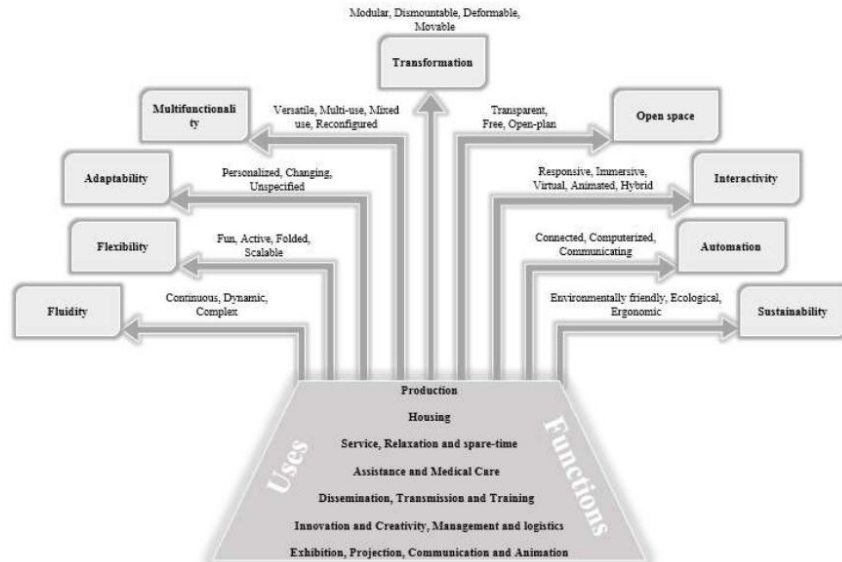 Modular, Dismountable, Deformable,
Movable
Transformation
Multifunctionali
ty
Versatile, Multi-use, Mixed
use, Reconfigured
Transparent,
Free, Open-plan
Open space
Adaptability
Personalized, Changing,
Unspecified
Responsive, Immersive,
Virtual, Animated, Hybrid
Interactivity
Flexibility
Fun, Active, Folded,
Scalable
Connected, Computerized,
Communicating
Automation
Fluidity
Continuous, Dynamic,
Complex
Environmentally friendly, Ecological,
Ergonomic
Sustainability
Uses
Functions
Production
Housing
Service, Relaxation and spare-time
Assistance and Medical Care
Dissemination, Transmission and Training
Innovation and Creativity, Management and logistics
Exhibition, Projection, Communication and Animation